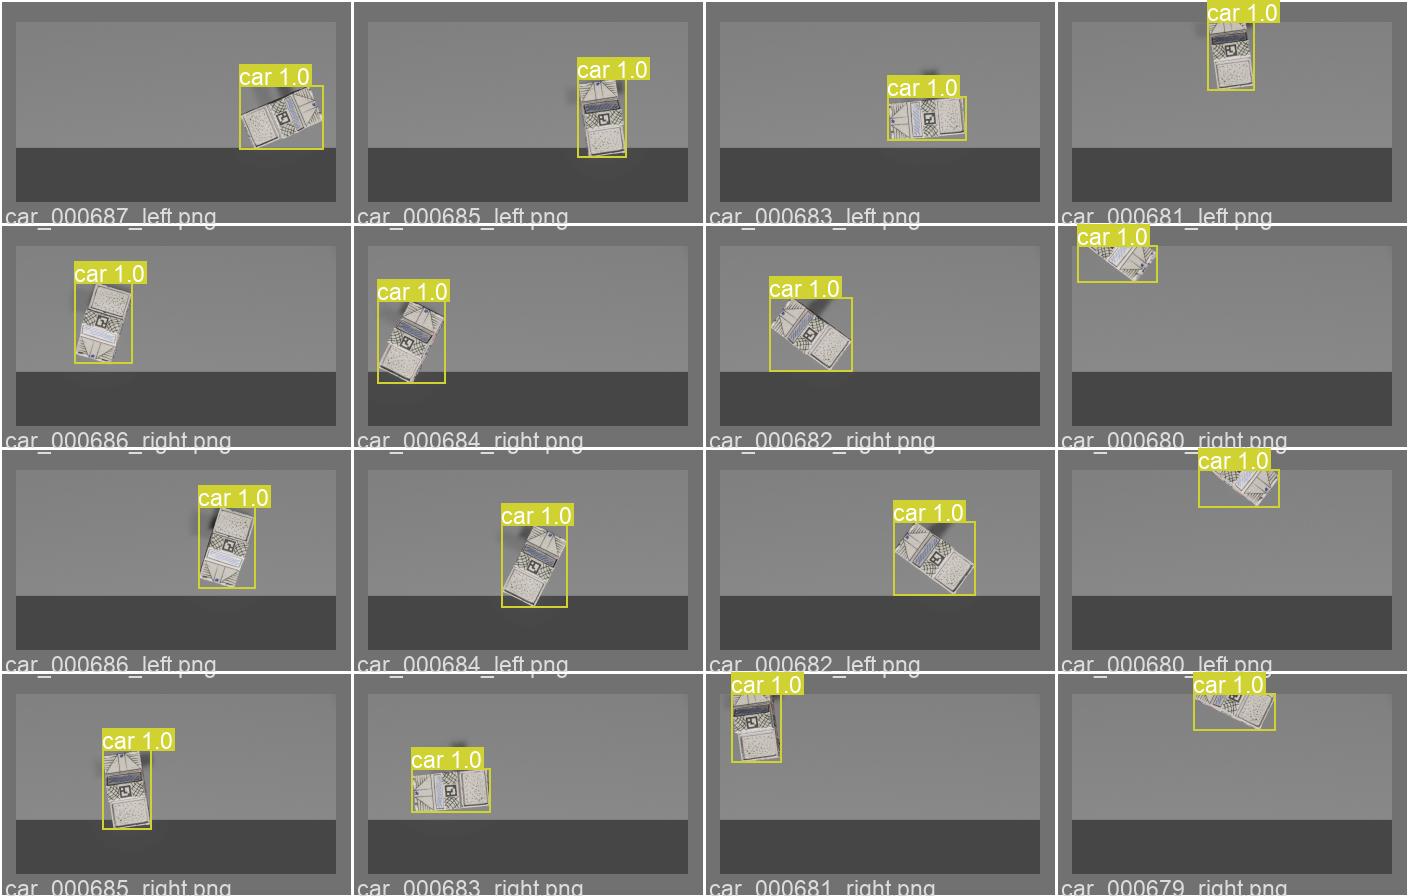 car 1.0
car 1.0
car 1.0
car 1.0
car_000687_left.png
car_000685_left.png
car_000683_left.png
car_000681_left.png
car 1.0
car 1.0
car 1.0
car 1.0
car_000686_right.png
car_000684_right.png
car_000682_right.png
car_000680_right.png
car 1.0
car 1.0
car 1.0
car 1.0
car_000686_left.png
car_000684_left.png
car_000682_left.png
car_000680_left.png
car 1.0
car 1.0
car 1.0
car 1.0
car_000685_right.png
car_000683_right.png
car_000681_right.png
car_000679_right.png